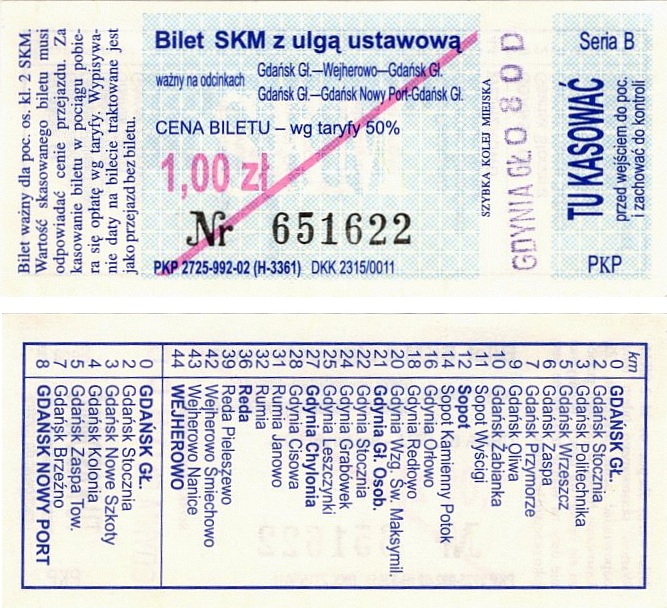 Bilet ważny dla poc. os. kl. 2 SKM.
Wartość skasowanego biletu musi
odpowiadać cenie przejazdu. Za
kasowanie biletu w pociągu pobie-
ra się opłatę wg taryfy. Wypisywa-
nie daty na bilecie traktowane jest
jako przejazd bez biletu.
Bilet SKM z ulgą ustawową
ważny na odcinkach
Gdańsk Gł.—Wejherowo—Gdańsk Gł.
Gdańsk Gł.—Gdańsk Nowy Port-Gdańsk Gł.
CENA BILETU – wg taryfy 50%
1,00 zł
Nr 651622
PKP 2725-992-02 (H-3361) DKK 2315/0011
SZYBKA KOLEJ MIEJSKA
GDYNIA GŁ O 8 O D
Seria B
TU KASOWAĆ
przed wejściem do poc.
i zachować do kontroli
PKP
km
0 GDAŃSK GŁ.
2 Gdańsk Stocznia
3 Gdańsk Politechnika
5 Gdańsk Wrzeszcz
6 Gdańsk Zaspa
7 Gdańsk Przymorze
9 Gdańsk Oliwa
10 Gdańsk Żabianka
11 Sopot Wyścigi
12 Sopot
14 Sopot Kamienny Potok
16 Gdynia Orłowo
18 Gdynia Redłowo
20 Gdynia Wzg. Św. Maksymil.
21 Gdynia Gł. Osob.
22 Gdynia Stocznia
24 Gdynia Grabówek
25 Gdynia Leszczynki
27 Gdynia Chylonia
28 Gdynia Cisowa
31 Rumia Janowo
32 Rumia
36 Reda
39 Reda Pieleszewo
42 Wejherowo Śmiechowo
43 Wejherowo Nanice
44 WEJHEROWO
0 GDAŃSK GŁ.
2 Gdańsk Stocznia
3 Gdańsk Nowe Szkoty
4 Gdańsk Kolonia
5 Gdańsk Zaspa Tow.
7 Gdańsk Brzeźno
8 GDAŃSK NOWY PORT